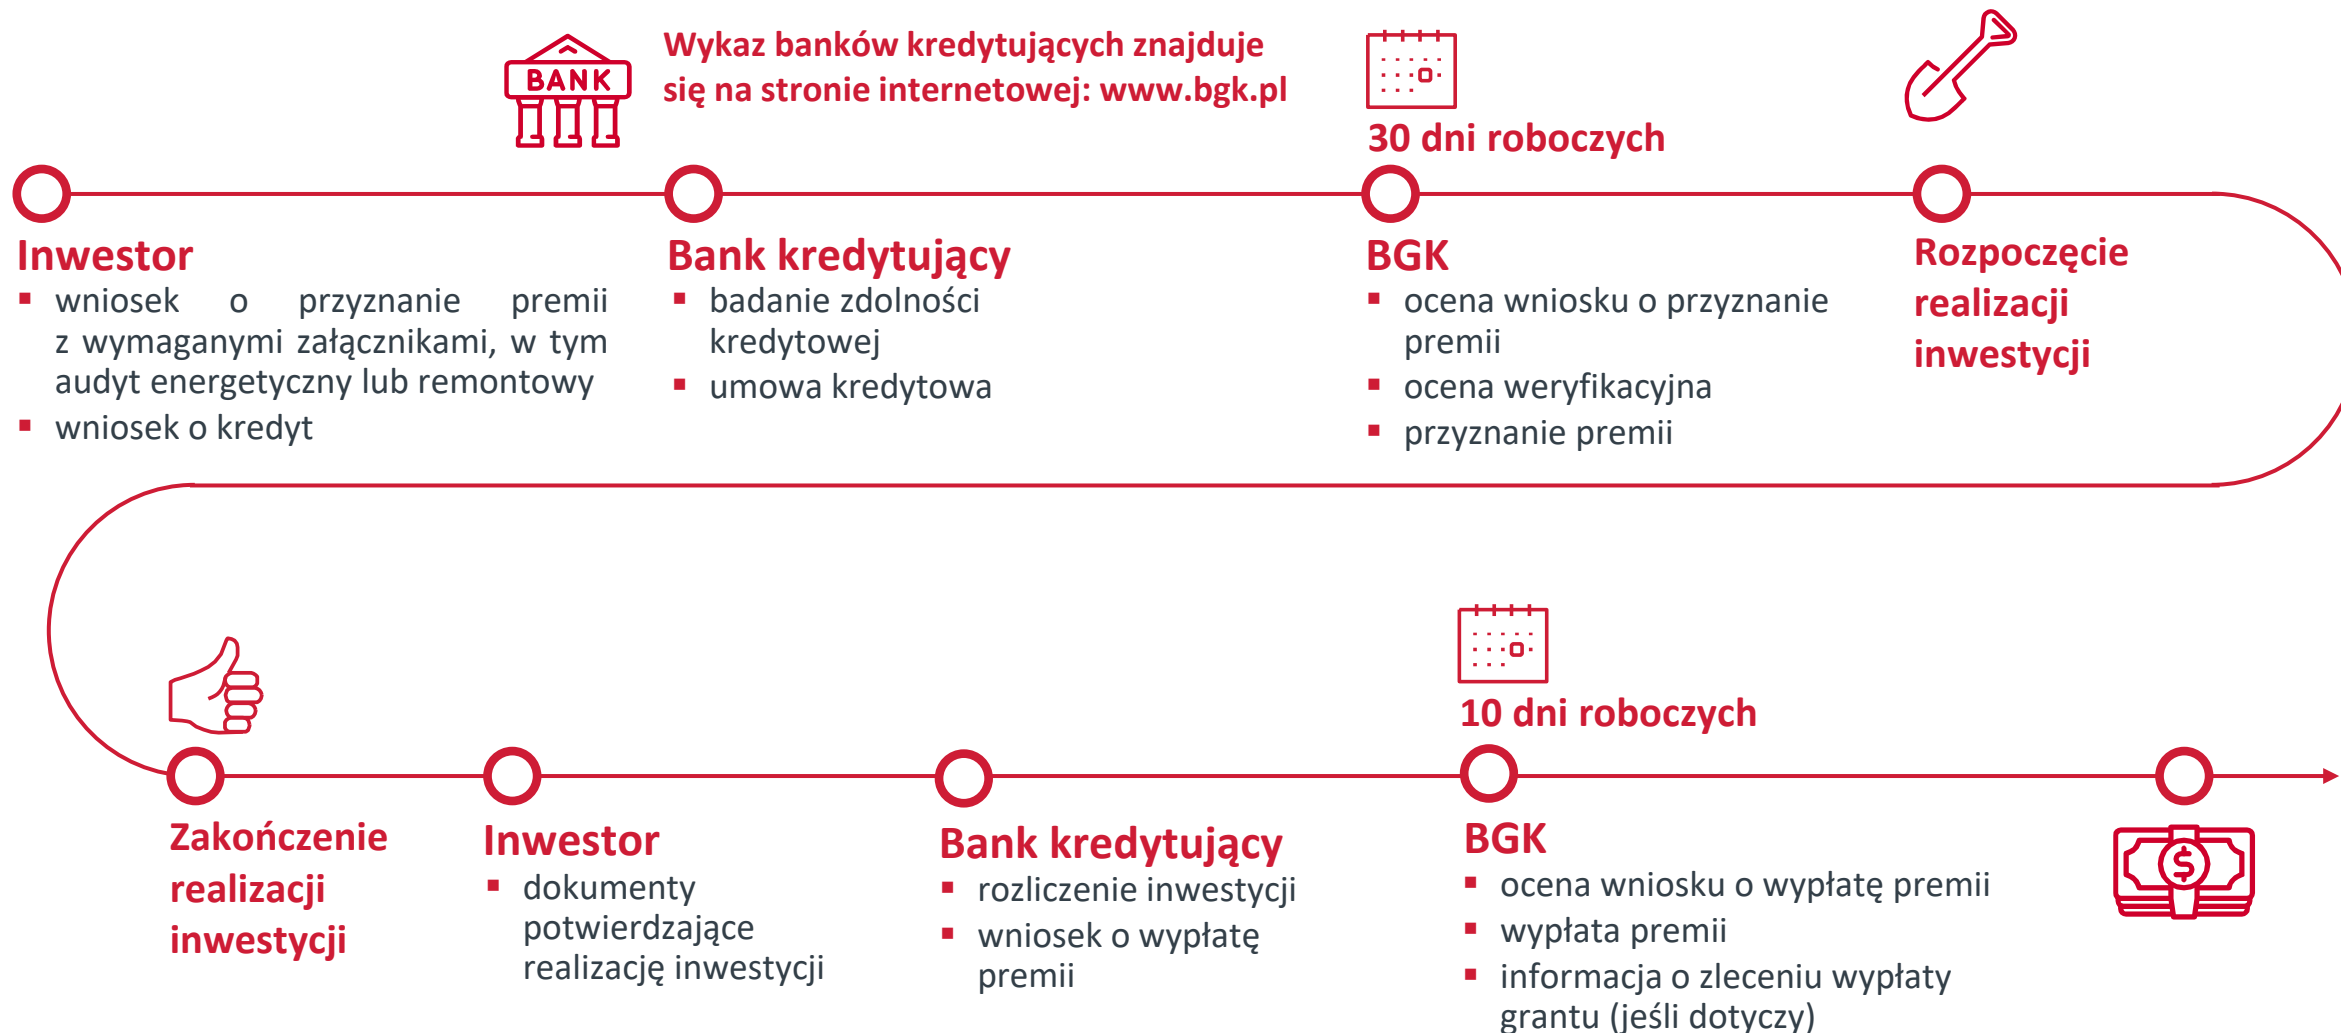 BANK
Wykaz banków kredytujących znajduje
się na stronie internetowej: www.bgk.pl
30 dni roboczych
Inwestor
▪ wniosek o przyznanie premii
z wymaganymi załącznikami, w tym
audyt energetyczny lub remontowy
▪ wniosek o kredyt
Bank kredytujący
▪ badanie zdolności
kredytowej
▪ umowa kredytowa
BGK
▪ ocena wniosku o przyznanie
premii
▪ ocena weryfikacyjna
▪ przyznanie premii
Rozpoczęcie
realizacji
inwestycji
10 dni roboczych
Zakończenie
realizacji
inwestycji
Inwestor
▪ dokumenty
potwierdzające
realizację inwestycji
Bank kredytujący
▪ rozliczenie inwestycji
▪ wniosek o wypłatę
premii
BGK
▪ ocena wniosku o wypłatę premii
▪ wypłata premii
▪ informacja o zleceniu wypłaty
grantu (jeśli dotyczy)
$